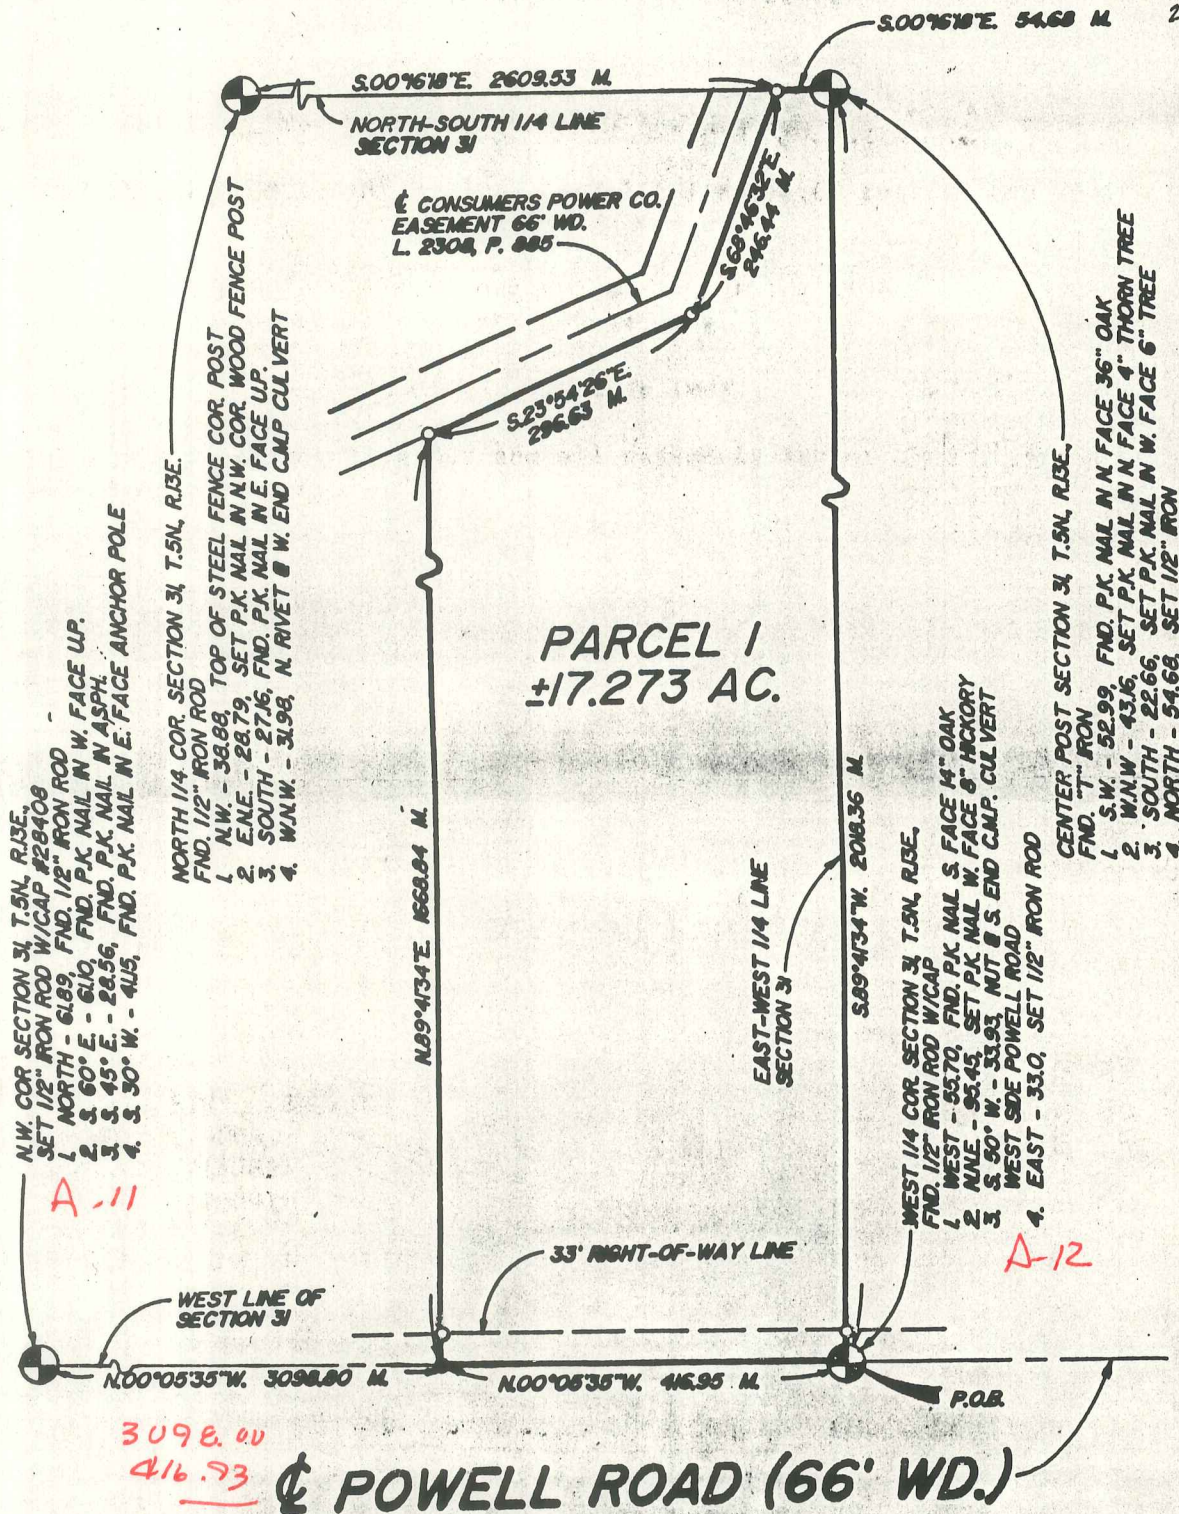 S.00°16'18"E. 54.68 M.
2
S.00°16'18"E. 2609.53 M.
NORTH-SOUTH 1/4 LINE
SECTION 31
℄ CONSUMERS POWER CO.
EASEMENT 66' WD.
L. 2308, P. 885
S.68°46'32"E.
246.44 M.
S.23°54'26"E.
296.63 M.
NORTH 1/4 COR. SECTION 31, T.5N., R.13E.
FND. 1/2" IRON ROD
1. N.W. - 38.88, TOP OF STEEL FENCE COR. POST
2. E.N.E. - 28.79, SET P.K. NAIL IN N.W. COR. WOOD FENCE POST
3. SOUTH - 27.16, FND. P.K. NAIL IN E. FACE UP.
4. W.N.W. - 31.98, N. RIVET @ W. END C.M.P CULVERT
N.W. COR SECTION 31, T.5N., R.13E.,
SET 1/2" IRON ROD W/CAP #28408
1. NORTH - 61.89, FND. 1/2" IRON ROD -
2. S. 60° E. - 61.10, FND. P.K. NAIL IN W. FACE UP.
3. S. 45° E. - 28.56, FND. P.K. NAIL IN ASPH.
4. S. 30° W. - 41.15, FND. P.K. NAIL IN E. FACE ANCHOR POLE
A-11
PARCEL 1
±17.273 AC.
N.89°41'34"E. 1668.84 M.
EAST-WEST 1/4 LINE
SECTION 31
S.89°41'34"W. M.
CENTER POST SECTION 31, T.5N., R.13E.,
FND. "T" IRON
1. S.W. - 52.99, FND. P.K. NAIL IN N. FACE 36" OAK
2. W.N.W - 43.16, SET P.K. NAIL IN N. FACE 4" THORN TREE
3. SOUTH - 22.66, SET P.K. NAIL IN W. FACE 6" TREE
4. NORTH - 54.68, SET 1/2" IRON
WEST 1/4 COR. SECTION 31, T.5N., R.13E.,
FND. 1/2" IRON ROD W/CAP
1. WEST - 55.70, FND. P.K. NAIL S. FACE 14" OAK
2. N.N.E. - 95.45, SET P.K. NAIL W. FACE 8" HICKORY
3. S. 50° W. - 33.93, NUT @ S. END C.M.P. CULVERT
WEST SIDE POWELL ROAD
4. EAST - 33.0, SET 1/2" IRON ROD
A-12
33' RIGHT-OF-WAY LINE
WEST LINE OF
SECTION 31
N.00°05'35"W. 3098.80 M.
N.00°05'35"W. 416.95 M.
P.O.B.
3098.
416.93
℄ POWELL ROAD (66' WD.)